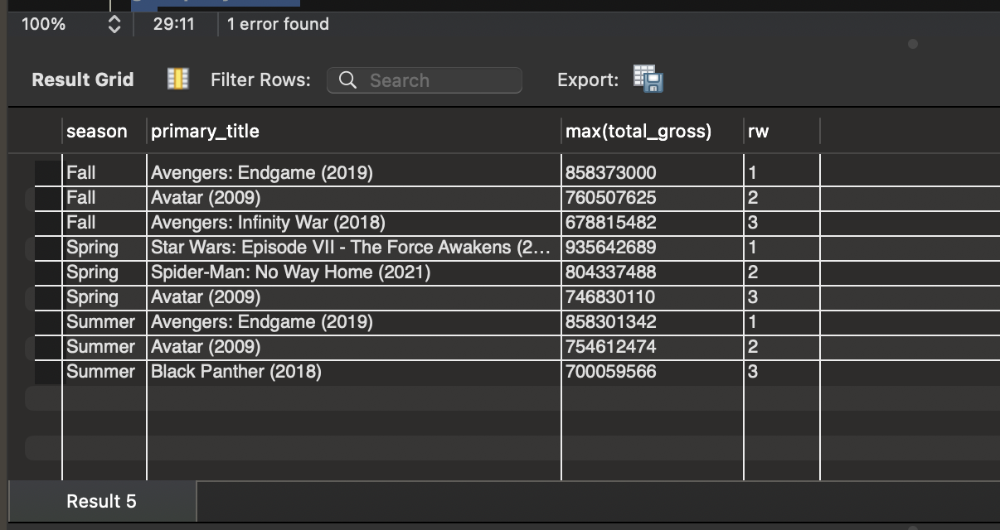 100% 29:11 1 error found
Result Grid Filter Rows: Search Export:
season primary_title max(total_gross) rw
Fall Avengers: Endgame (2019) 858373000 1
Fall Avatar (2009) 760507625 2
Fall Avengers: Infinity War (2018) 678815482 3
Spring Star Wars: Episode VII - The Force Awakens (2... 935642689 1
Spring Spider-Man: No Way Home (2021) 804337488 2
Spring Avatar (2009) 746830110 3
Summer Avengers: Endgame (2019) 858301342 1
Summer Avatar (2009) 754612474 2
Summer Black Panther (2018) 700059566 3
Result 5